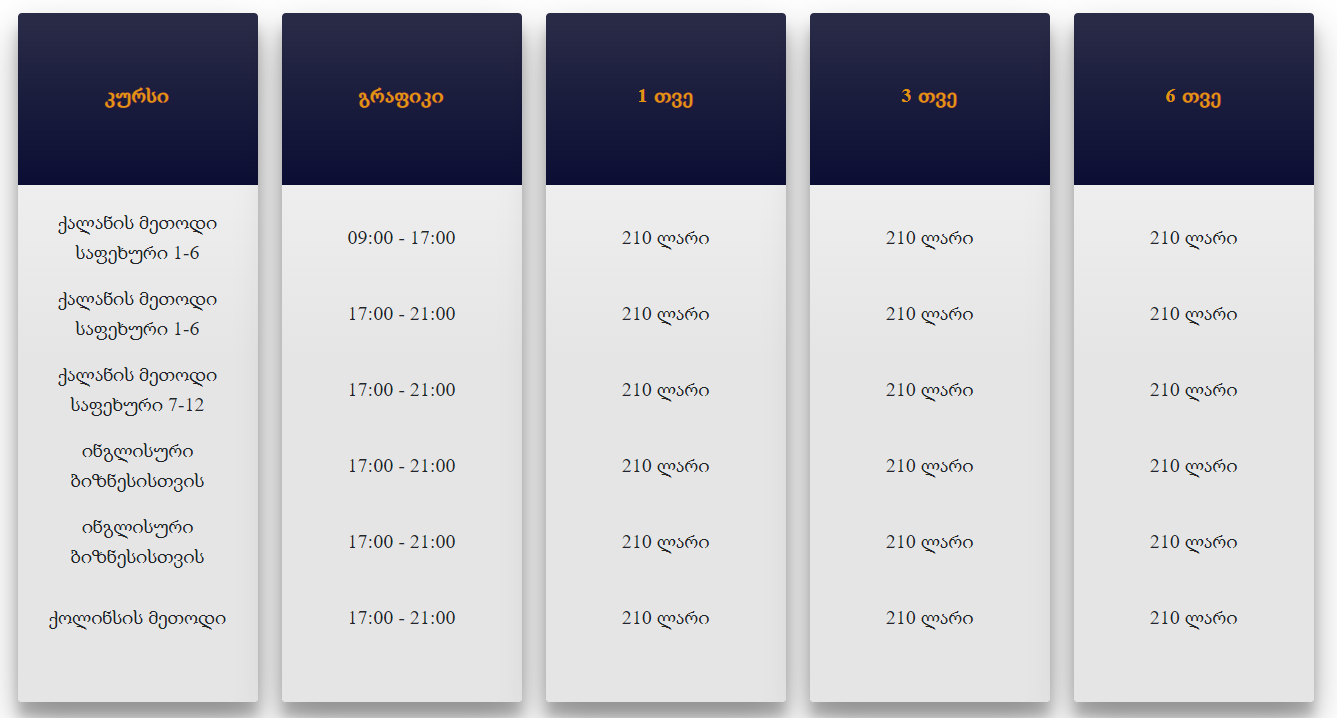 კურსი გრაფიკი 1 თვე 3 თვე 6 თვე
ქალანის მეთოდი
საფეხური 1-6
09:00 - 17:00 210 ლარი 210 ლარი 210 ლარი
ქალანის მეთოდი
საფეხური 1-6
17:00 - 21:00 210 ლარი 210 ლარი 210 ლარი
ქალანის მეთოდი
საფეხური 7-12
17:00 - 21:00 210 ლარი 210 ლარი 210 ლარი
ინგლისური
ბიზნესისთვის
17:00 - 21:00 210 ლარი 210 ლარი 210 ლარი
ინგლისური
ბიზნესისთვის
17:00 - 21:00 210 ლარი 210 ლარი 210 ლარი
ქოლინსის მეთოდი 17:00 - 21:00 210 ლარი 210 ლარი 210 ლარი